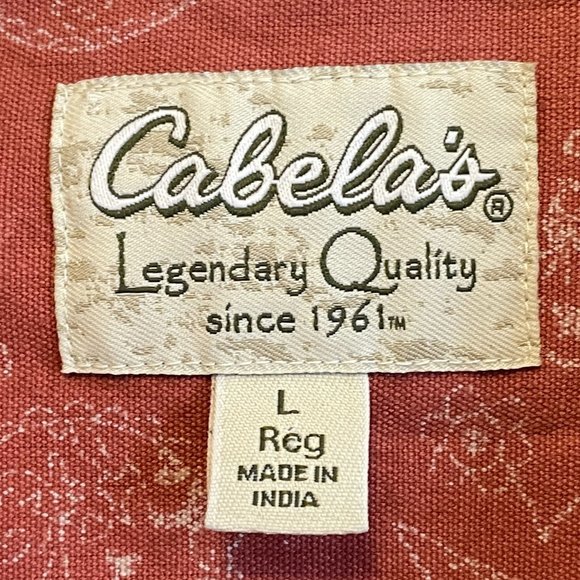 Cabela's®
Legendary Quality
since 1961™
L
Reg
MADE IN
INDIA